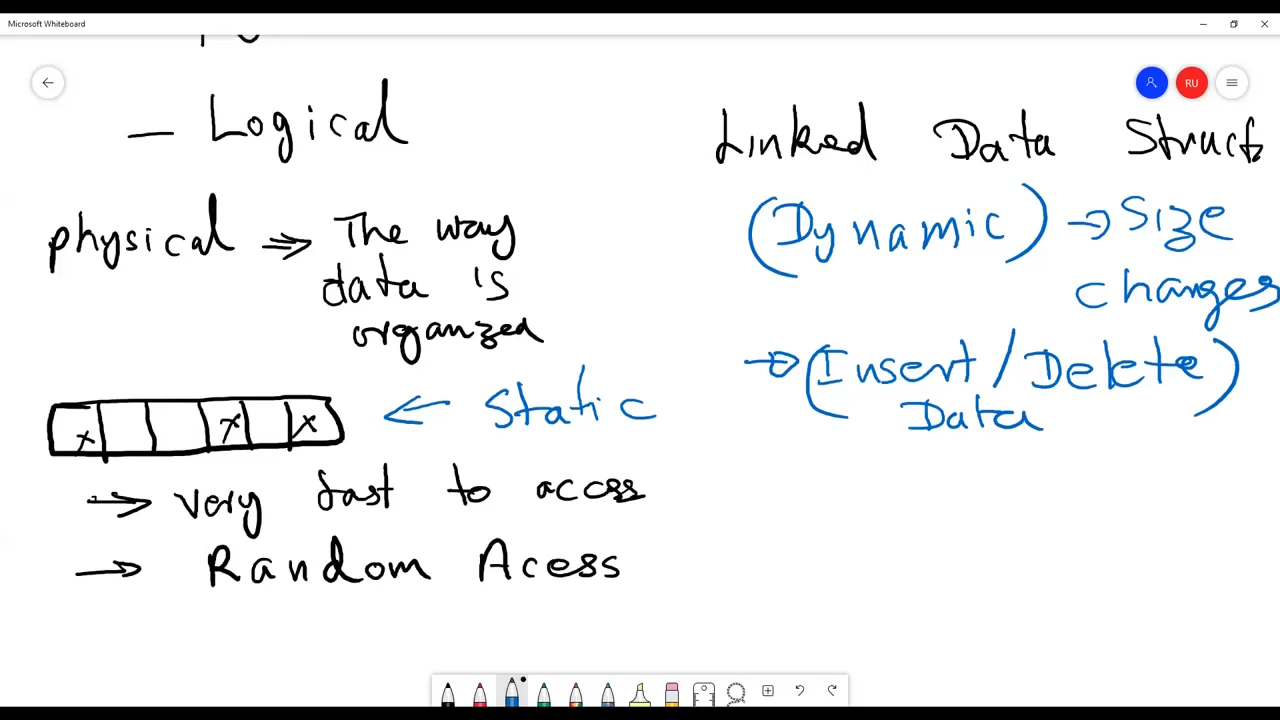 Microsoft Whiteboard
RU
— Logical
physical ⇒ The way
data is
organized
← Static
→ very fast to access
→ Random Acess
Linked Data Struct
(Dynamic) → Size
changes
→ (Insert / Delete)
Data